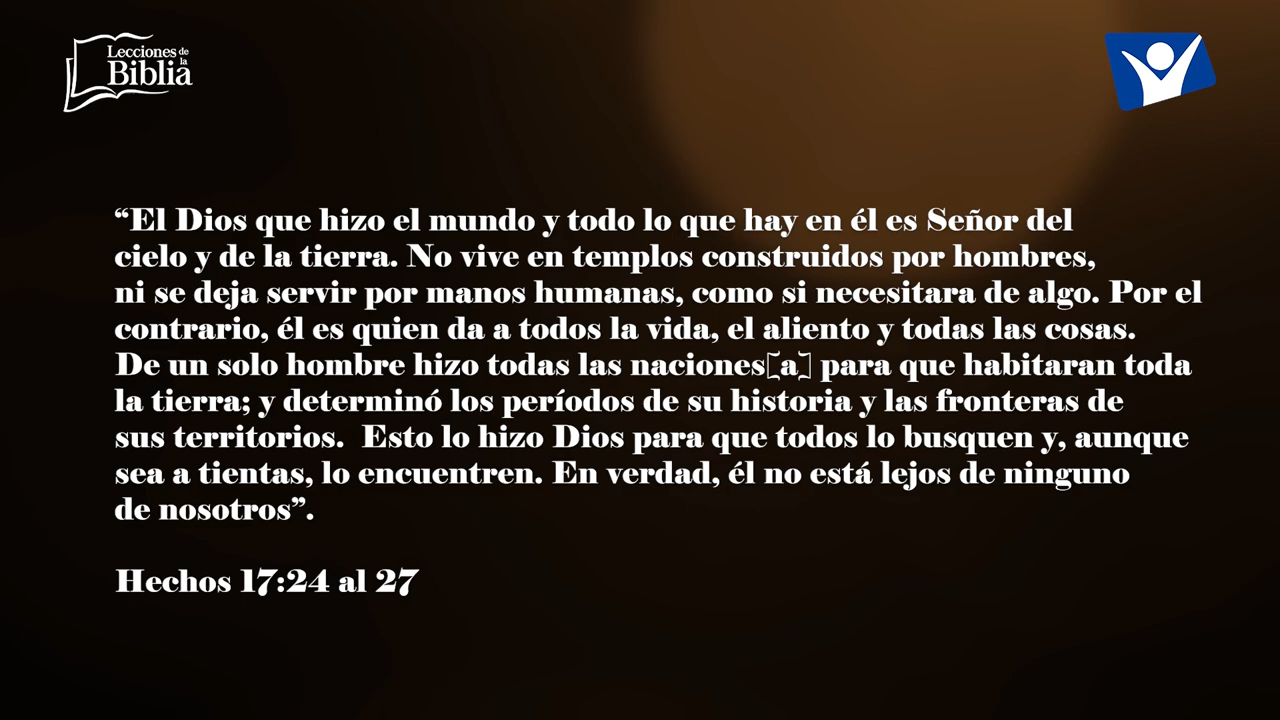 Lecciones de
la
Biblia
“El Dios que hizo el mundo y todo lo que hay en él es Señor del
cielo y de la tierra. No vive en templos construidos por hombres,
ni se deja servir por manos humanas, como si necesitara de algo. Por el
contrario, él es quien da a todos la vida, el aliento y todas las cosas.
De un solo hombre hizo todas las naciones[a] para que habitaran toda
la tierra; y determinó los períodos de su historia y las fronteras de
sus territorios.  Esto lo hizo Dios para que todos lo busquen y, aunque
sea a tientas, lo encuentren. En verdad, él no está lejos de ninguno
de nosotros”.
Hechos 17:24 al 27